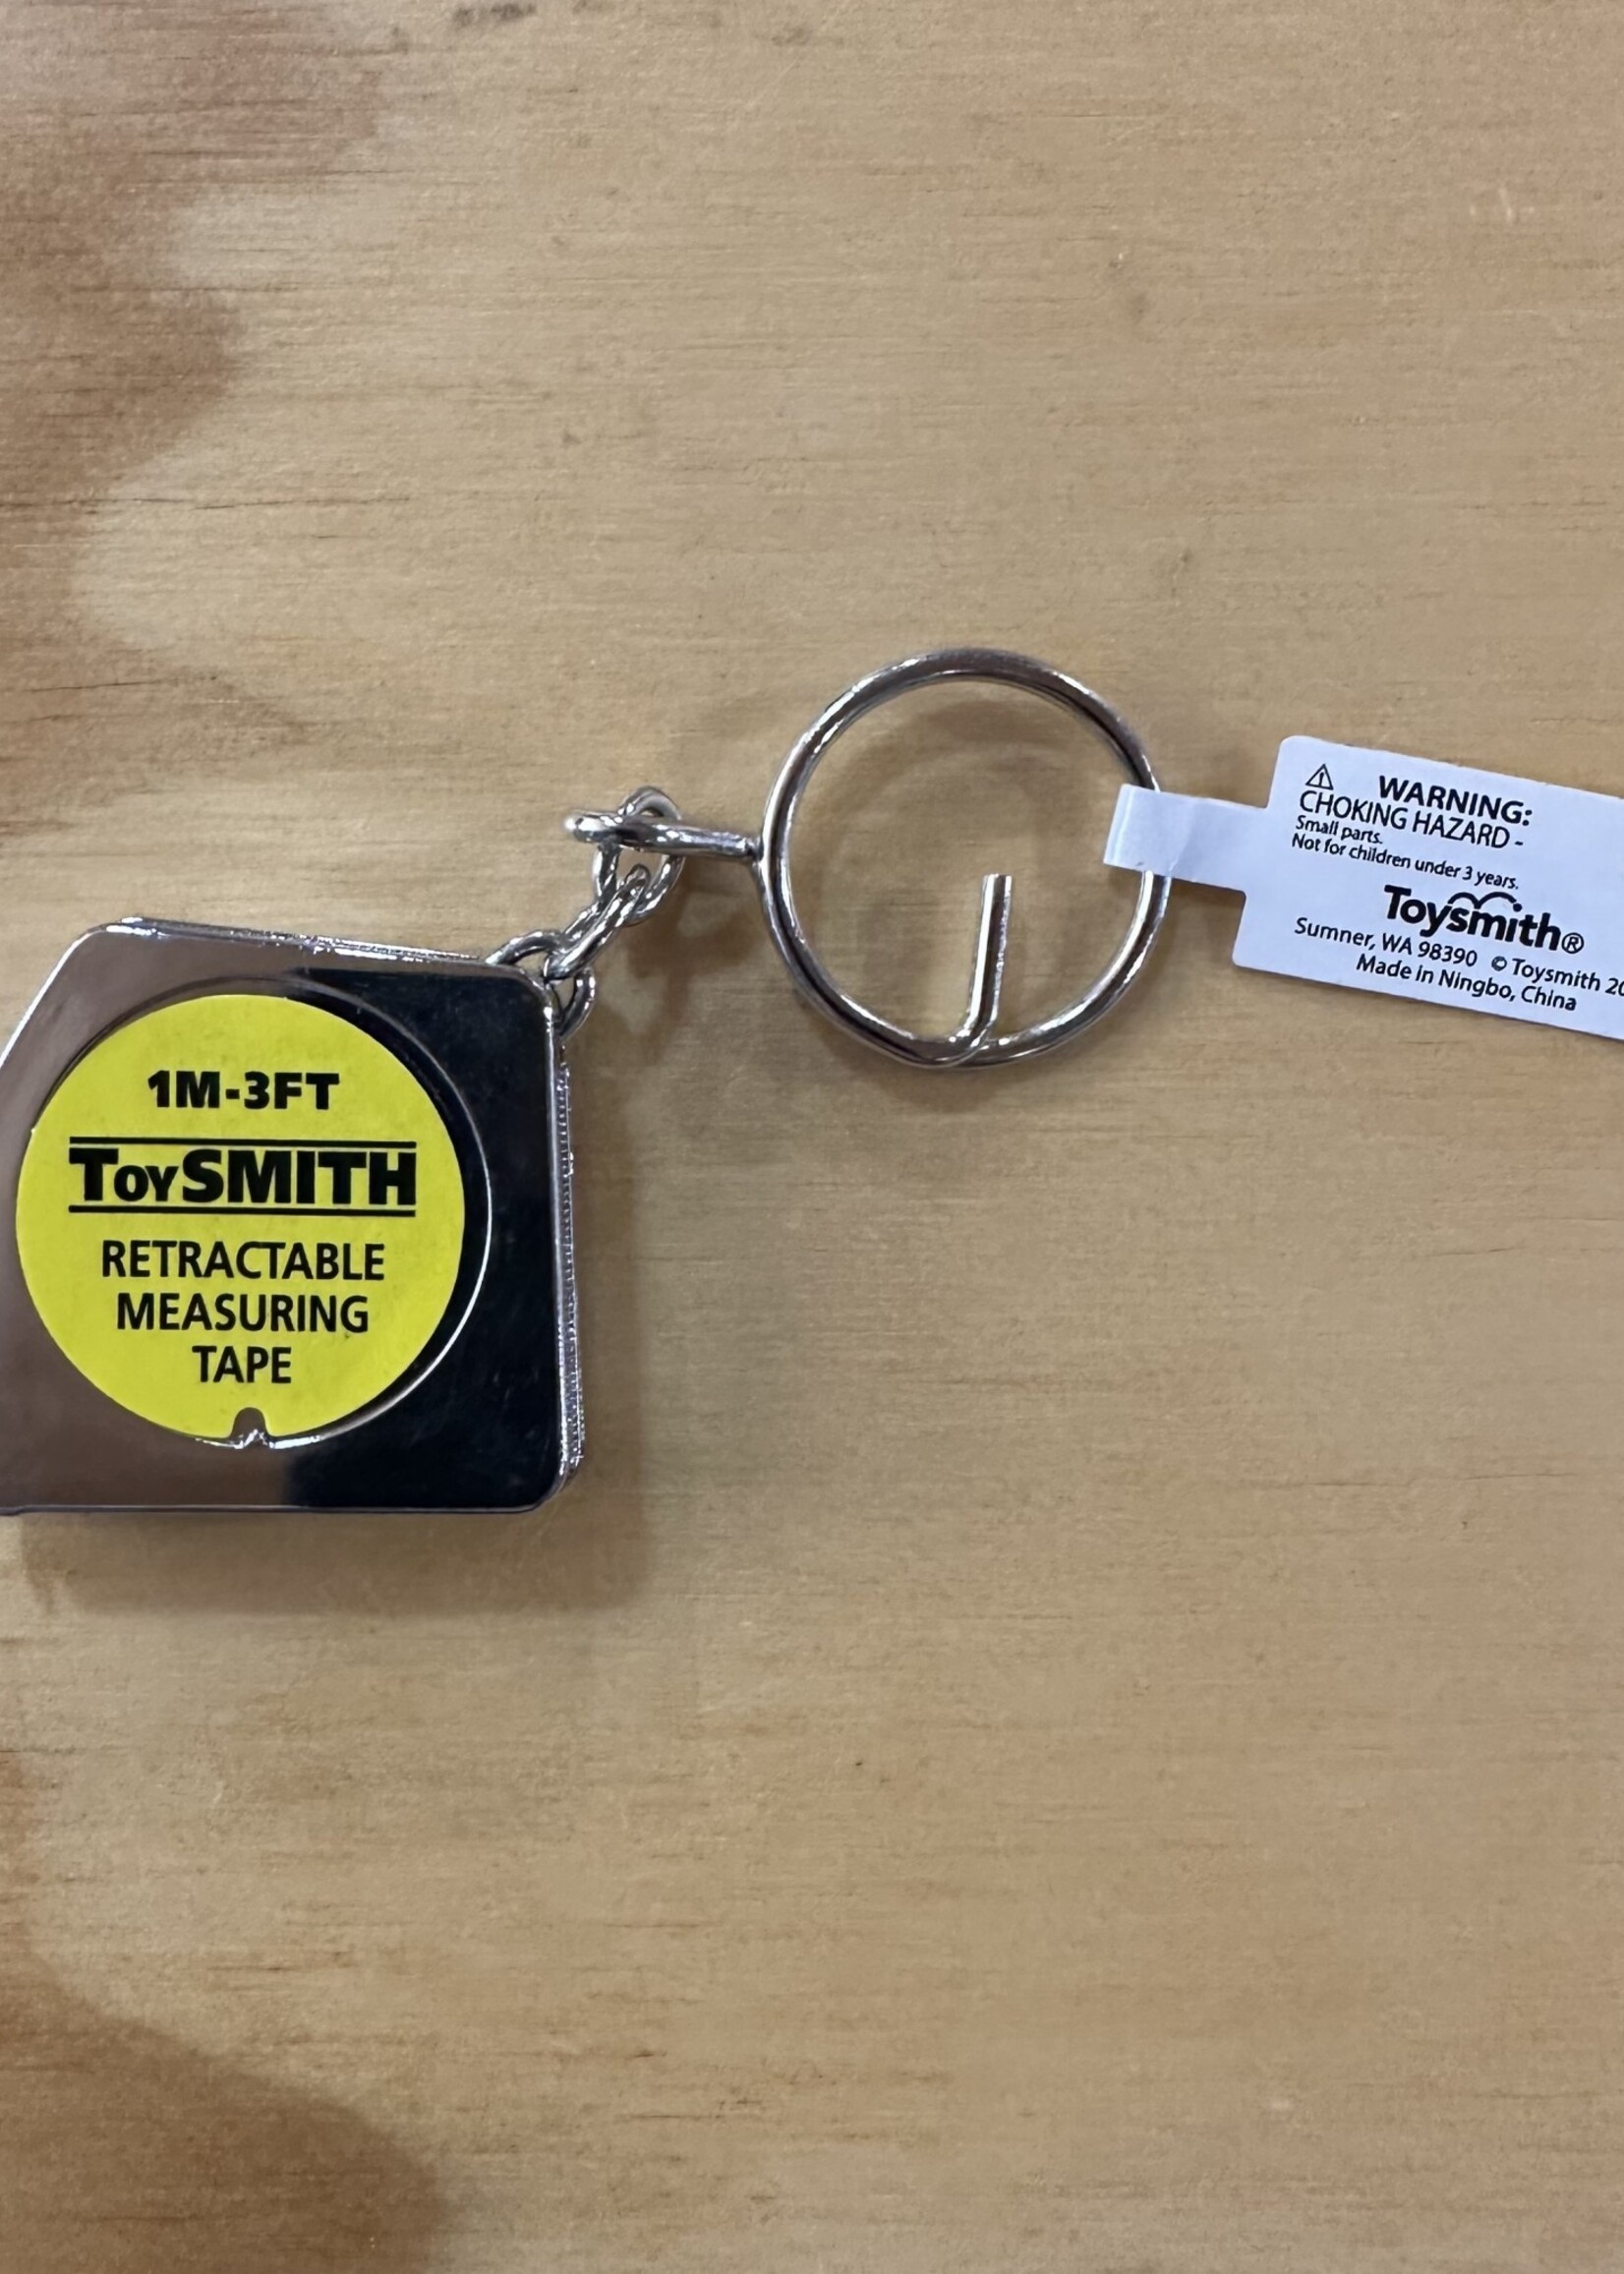 1M-3FT
ToySMITH
RETRACTABLE
MEASURING
TAPE
WARNING:
CHOKING HAZARD -
Small parts.
Not for children under 3 years.
Toysmith®
Sumner, WA 98390 © Toysmith
Made in Ningbo, China